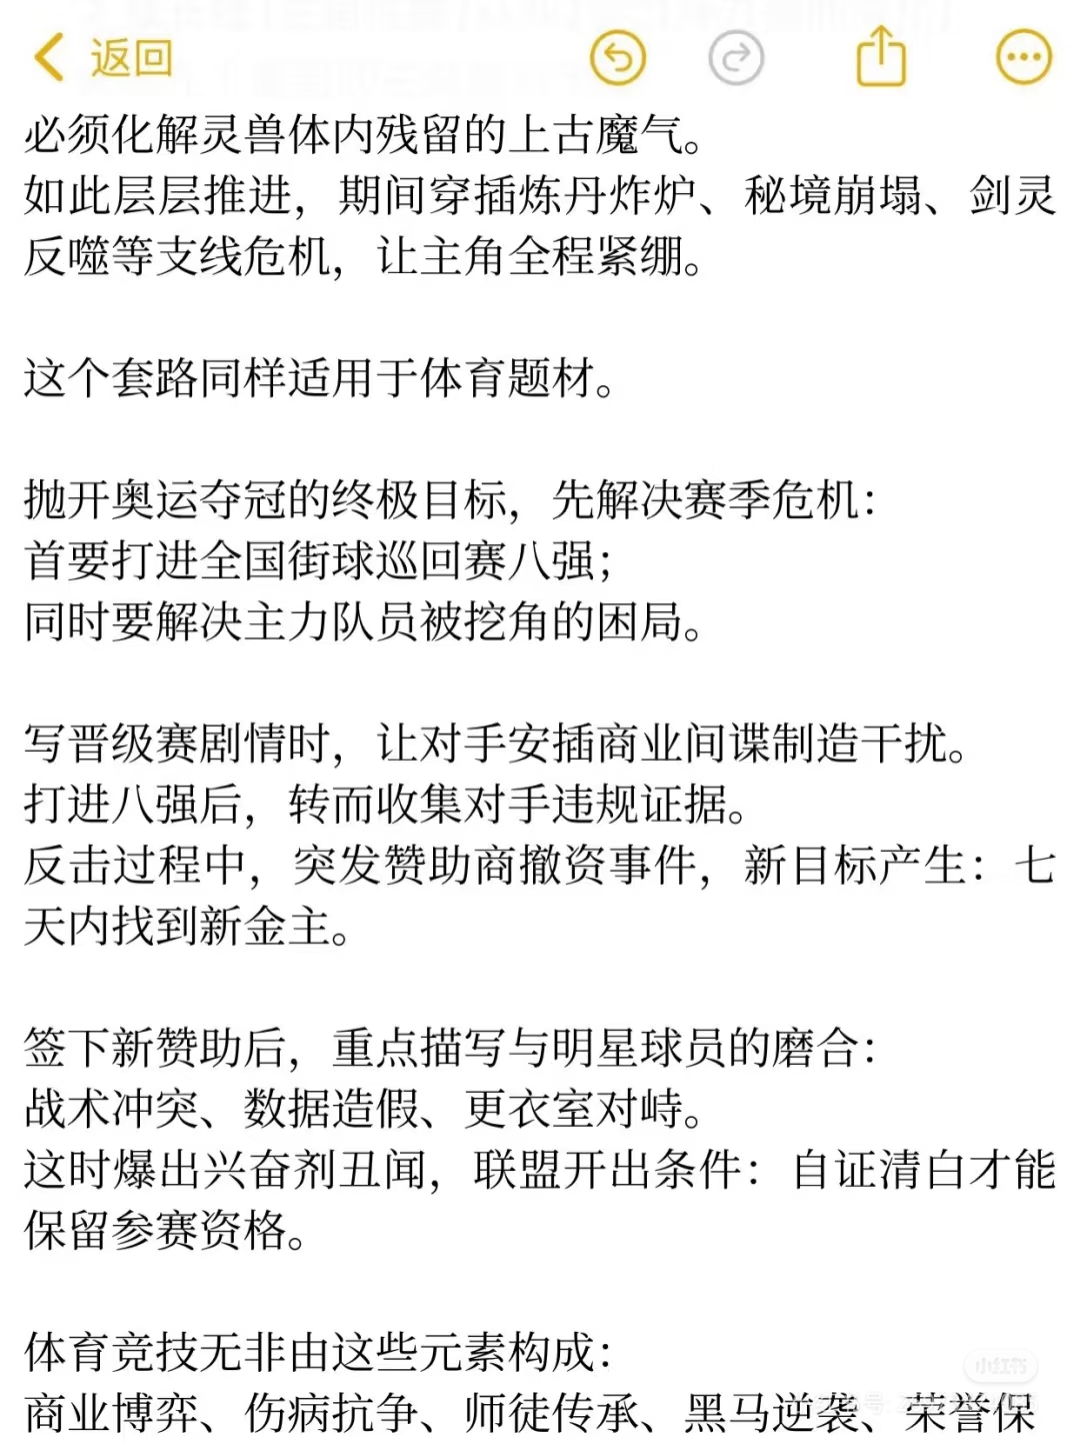 返回
必须化解灵兽体内残留的上古魔气。
如此层层推进，期间穿插炼丹炸炉、秘境崩塌、剑灵
反噬等支线危机，让主角全程紧绷。
这个套路同样适用于体育题材。
抛开奥运夺冠的终极目标，先解决赛季危机：
首要打进全国街球巡回赛八强；
同时要解决主力队员被挖角的困局。
写晋级赛剧情时，让对手安插商业间谍制造干扰。
打进八强后，转而收集对手违规证据。
反击过程中，突发赞助商撤资事件，新目标产生：七
天内找到新金主。
签下新赞助后，重点描写与明星球员的磨合：
战术冲突、数据造假、更衣室对峙。
这时爆出兴奋剂丑闻，联盟开出条件：自证清白才能
保留参赛资格。
体育竞技无非由这些元素构成：
小红书
商业博弈、伤病抗争、师徒传承、黑马逆袭、荣誉保